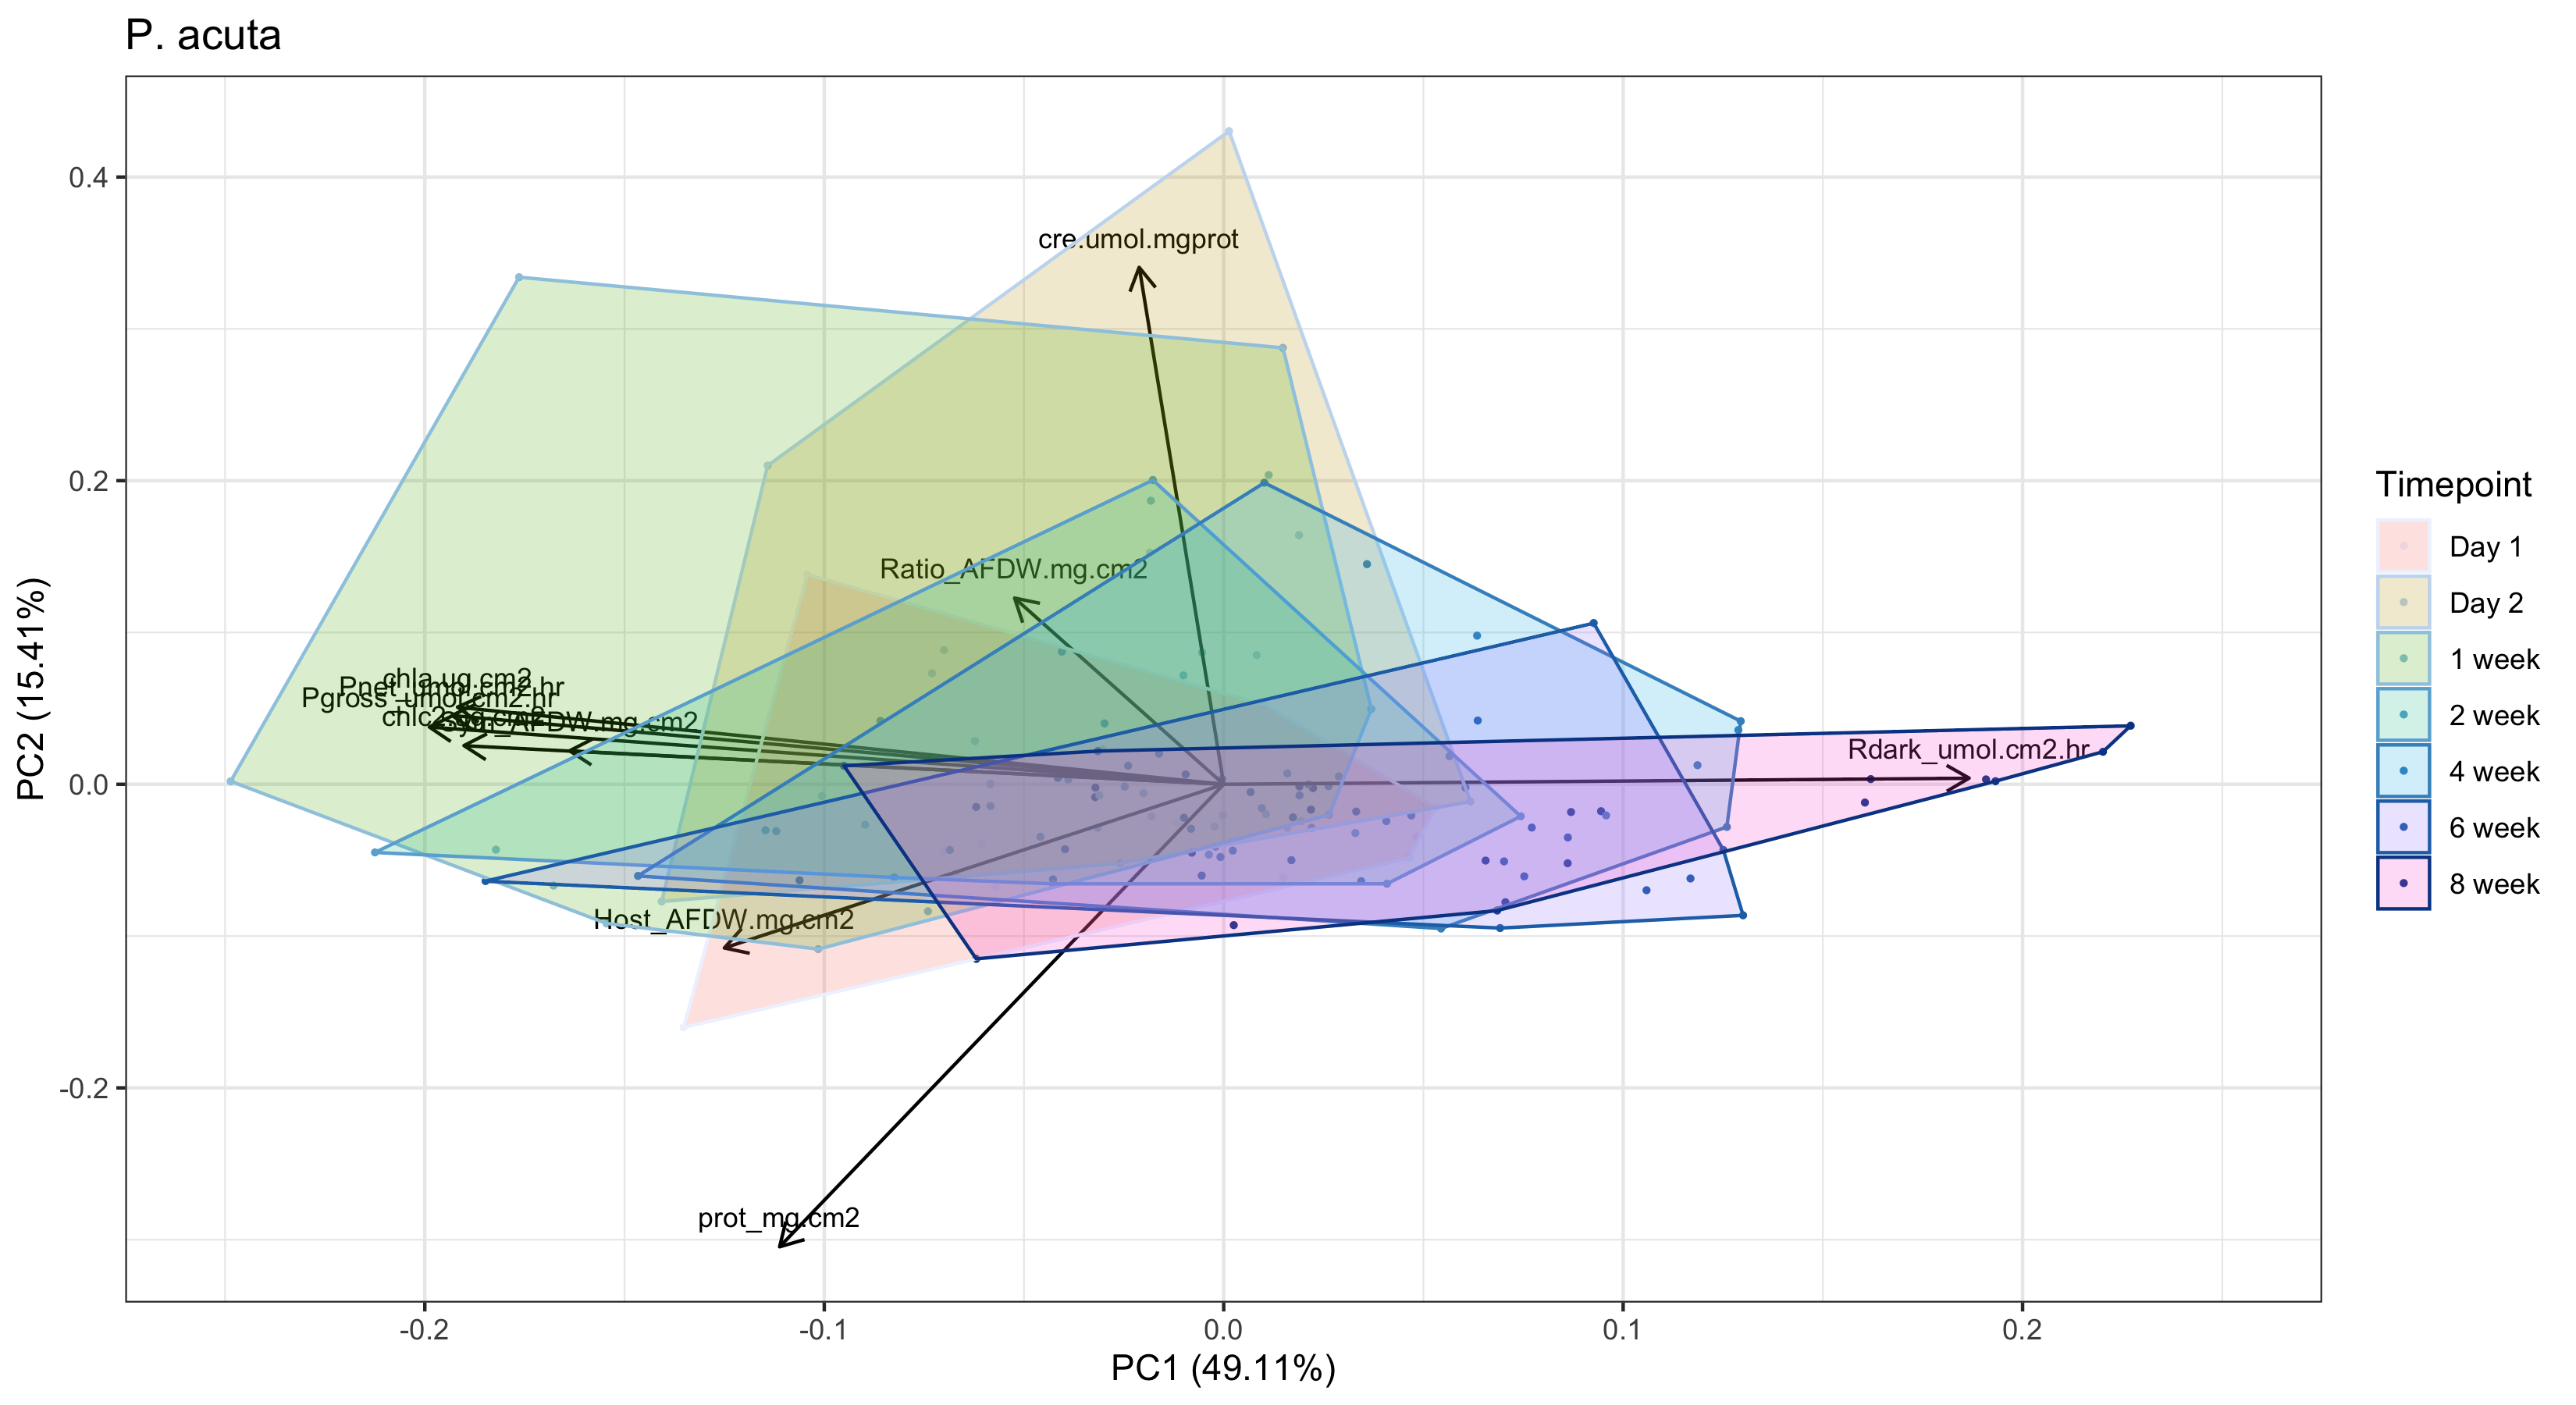 P. acuta
0.4
0.2
0.0
-0.2
PC2 (15.41%)
cre.umol.mgprot
Ratio_AFDW.mg.cm2
chla.ug.cm2
Pnet_umol.cm2.hr
Pgross_umol.cm2.hr
Rdark_umol.cm2.hr
Host_AFDW.mg.cm2
prot_mg.cm2
-0.2
-0.1
0.0
0.1
0.2
PC1 (49.11%)
Timepoint
Day 1
Day 2
1 week
2 week
4 week
6 week
8 week